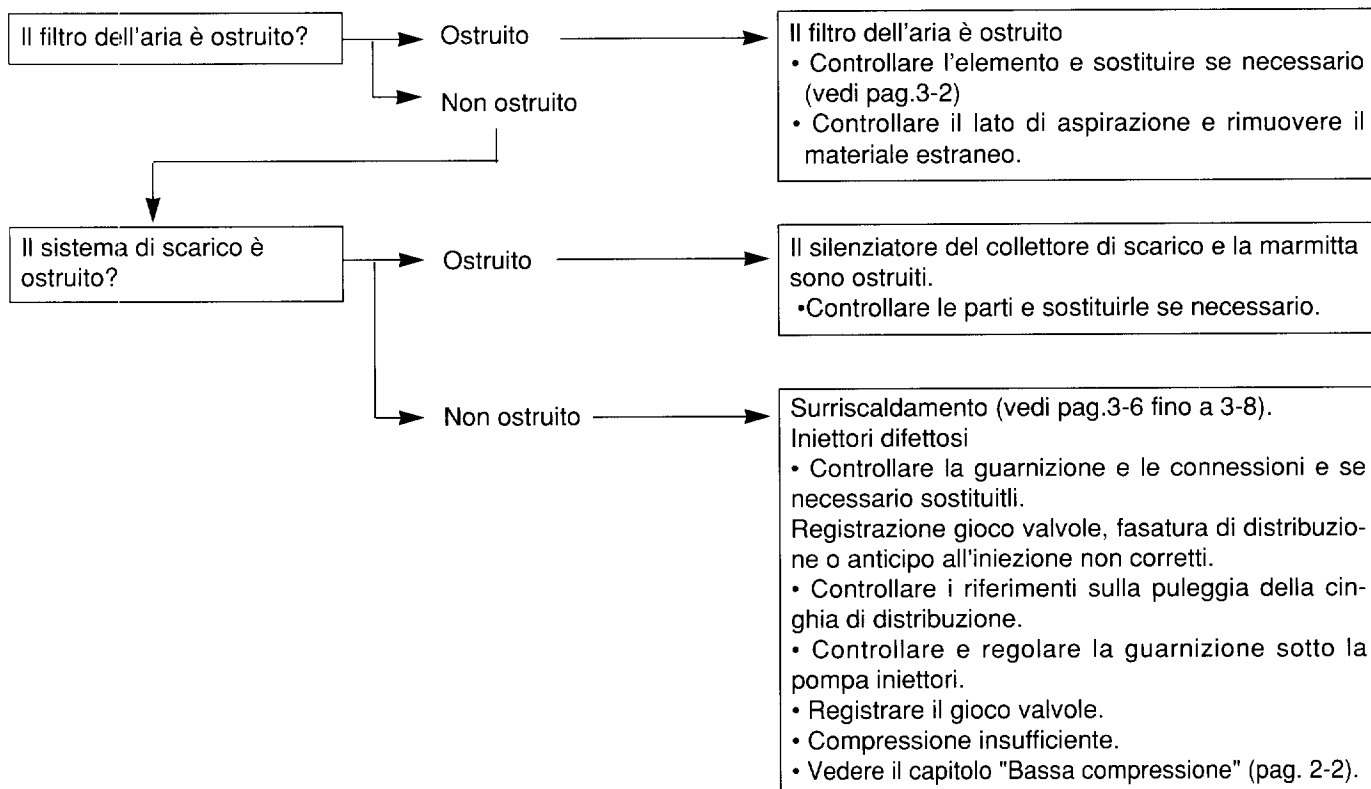 Il filtro dell'aria è ostruito?
Ostruito
Non ostruito
Il filtro dell'aria è ostruito
• Controllare l'elemento e sostituire se necessario
(vedi pag.3-2)
• Controllare il lato di aspirazione e rimuovere il
materiale estraneo.
Il sistema di scarico è
ostruito?
Ostruito
Il silenziatore del collettore di scarico e la marmitta
sono ostruiti.
•Controllare le parti e sostituirle se necessario.
Non ostruito
Surriscaldamento (vedi pag.3-6 fino a 3-8).
Iniettori difettosi
• Controllare la guarnizione e le connessioni e se
necessario sostituitli.
Registrazione gioco valvole, fasatura di distribuzio-
ne o anticipo all'iniezione non corretti.
• Controllare i riferimenti sulla puleggia della cin-
ghia di distribuzione.
• Controllare e regolare la guarnizione sotto la
pompa iniettori.
• Registrare il gioco valvole.
• Compressione insufficiente.
• Vedere il capitolo "Bassa compressione" (pag. 2-2).